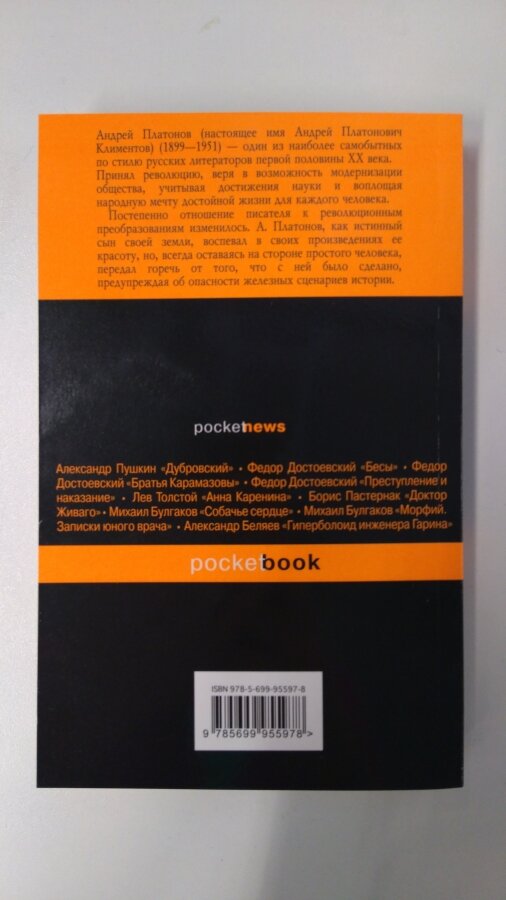 Андрей Платонов (настоящее имя Андрей Платонович
Климентов) (1899—1951) — один из наиболее самобытных
по стилю русских литераторов первой половины XX века.
Принял революцию, веря в возможность модернизации
общества, учитывая достижения науки и воплощая
народную мечту достойной жизни для каждого человека.
Постепенно отношение писателя к революционным
преобразованиям изменилось. А. Платонов, как истинный
сын своей земли, воспевал в своих произведениях ее
красоту, но, всегда оставаясь на стороне простого человека,
передал горечь от того, что с ней было сделано,
предупреждая об опасности железных сценариев истории.
pocketnews
Александр Пушкин «Дубровский» • Федор Достоевский «Бесы» • Федор
Достоевский «Братья Карамазовы» • Федор Достоевский «Преступление и
наказание» • Лев Толстой «Анна Каренина» • Борис Пастернак «Доктор
Живаго» • Михаил Булгаков «Собачье сердце» • Михаил Булгаков «Морфий.
Записки юного врача» • Александр Беляев «Гиперболоид инженера Гарина»
pocketbook
ISBN 978-5-699-95597-8
9 785699 955978 >